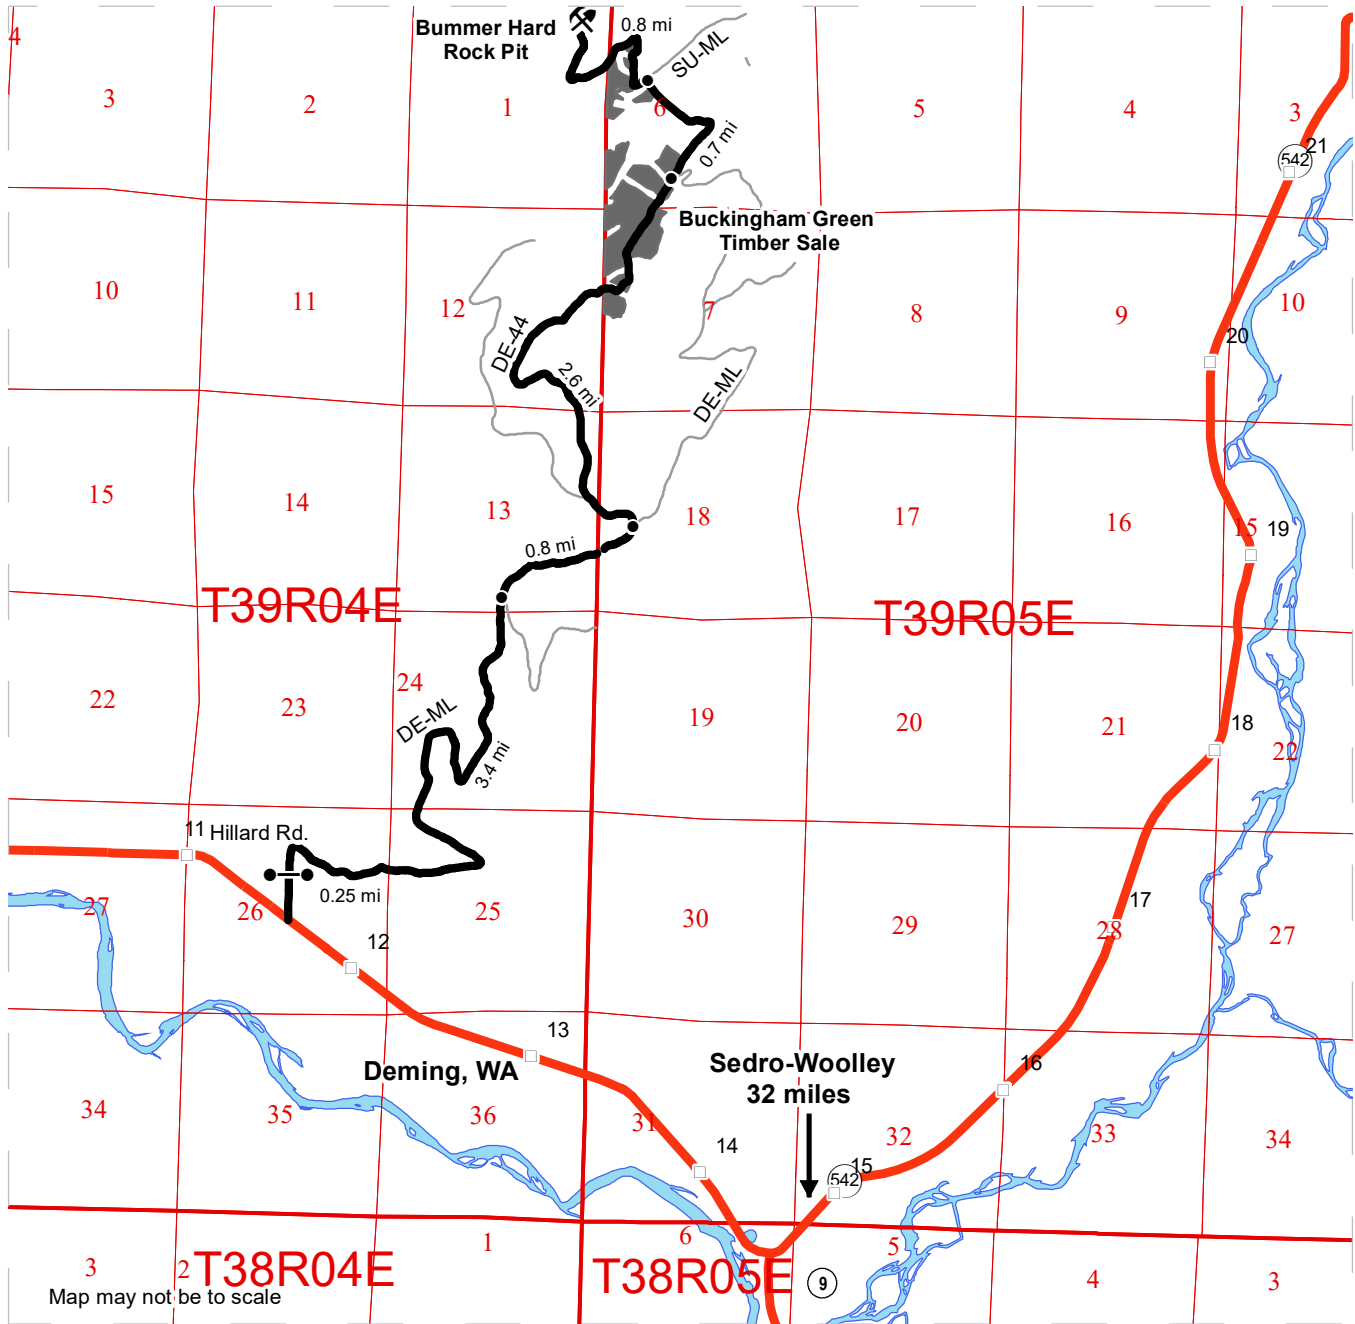 Bummer Hard
Rock Pit
0.8 mi
SU-ML
4
3
2
1
6
5
4
3
21
542
0.7 mi
Buckingham Green
Timber Sale
10
11
12
7
8
9
10
20
DE-44
2.6 mi
DE-ML
15
14
13
18
17
16
15
19
0.8 mi
T39R04E
T39R05E
22
23
24
19
20
21
22
18
DE-ML
3.4 mi
11
Hillard Rd.
0.25 mi
27
26
25
30
29
28
27
17
12
13
16
Deming, WA
Sedro-Woolley
32 miles
34
35
36
31
32
33
34
14
15
542
3
2
1
6
5
4
3
T38R04E
T38R05E
9
Map may not be to scale